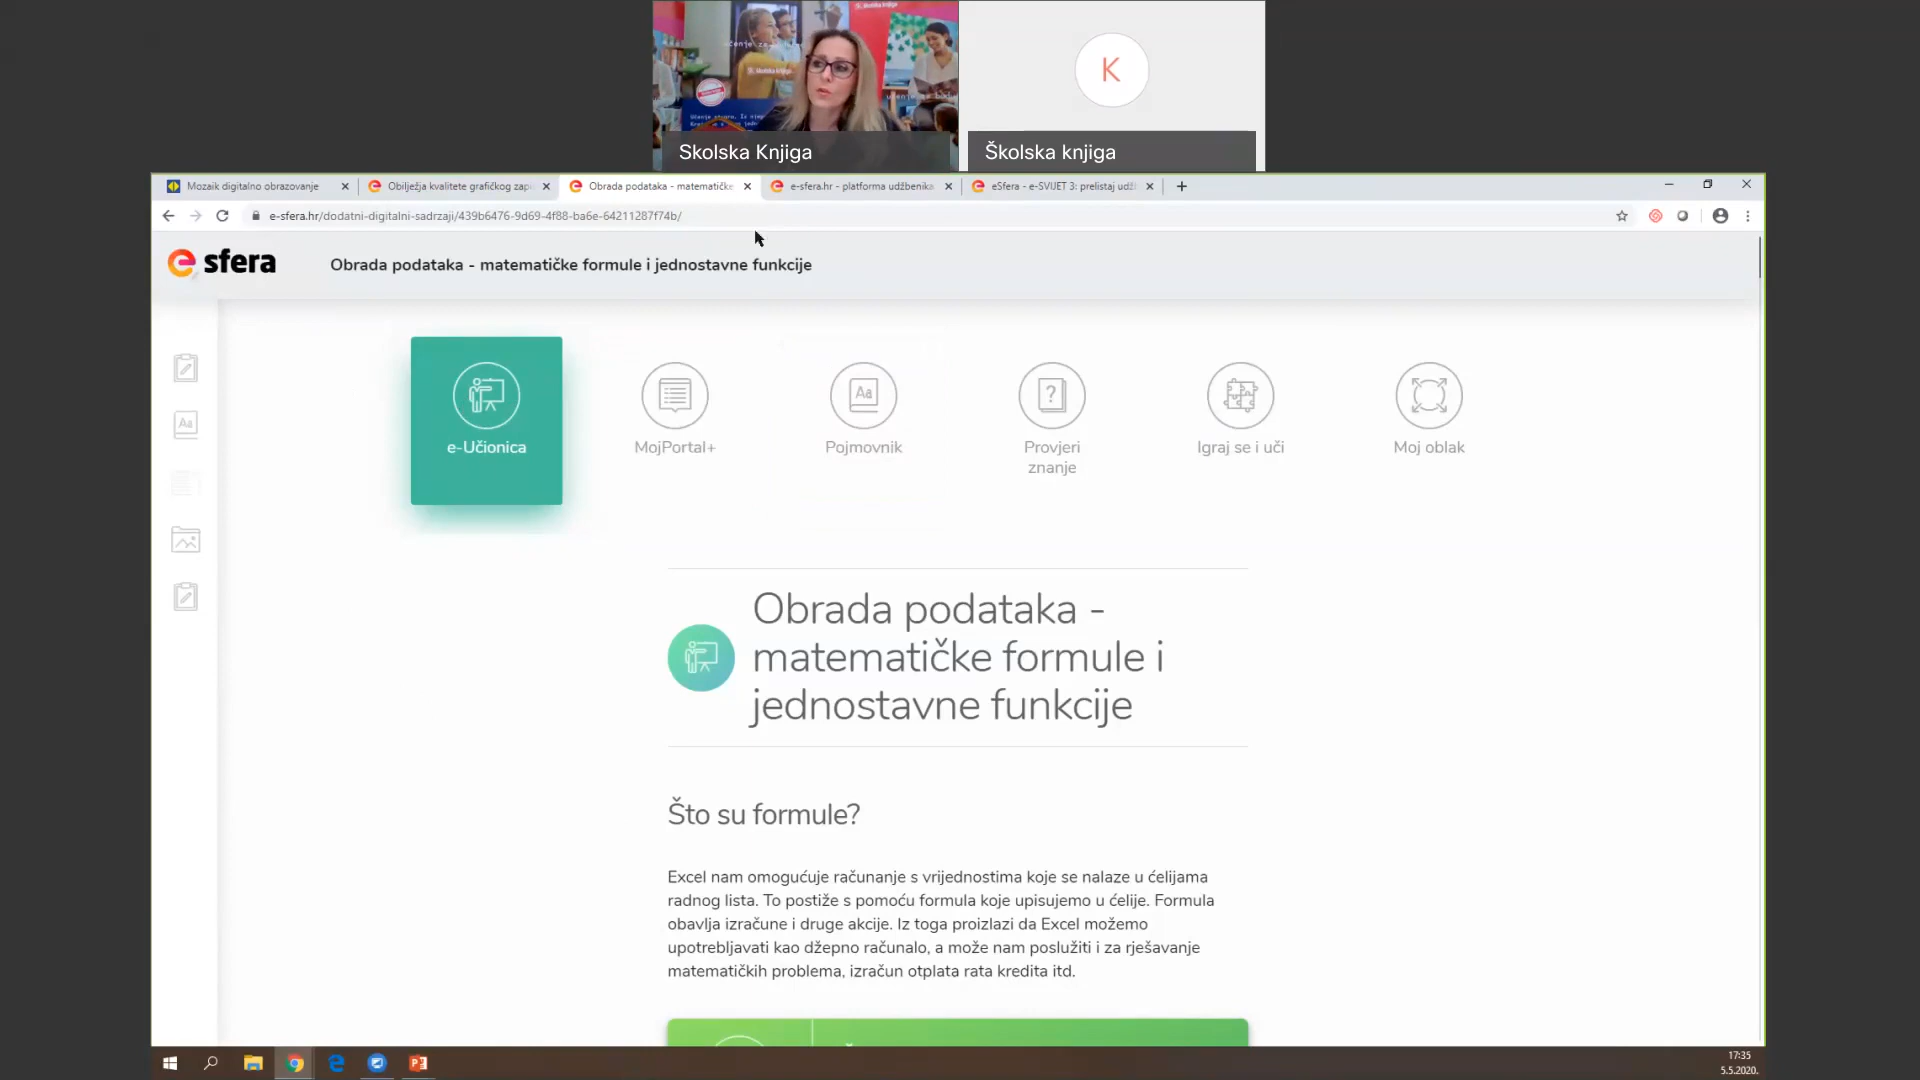 Skolska Knjiga
Školska knjiga
K
Mozaik digitalno obrazovanje
Obilježja kvalitete grafičkog zapi
Obrada podataka - matematičke
e-sfera.hr - platforma udžbenika
eSfera - e-SVIJET 3: prelistaj udž
e-sfera.hr/dodatni-digitalni-sadrzaji/439b6476-9d69-4f88-ba6e-64211287f74b/
e sfera
Obrada podataka - matematičke formule i jednostavne funkcije
e-Učionica
MojPortal+
Aa
Pojmovnik
?
Provjeri
znanje
Igraj se i uči
Moj oblak
Aa
Obrada podataka -
matematičke formule i
jednostavne funkcije
Što su formule?
Excel nam omogućuje računanje s vrijednostima koje se nalaze u ćelijama
radnog lista. To postiže s pomoću formula koje upisujemo u ćelije. Formula
obavlja izračune i druge akcije. Iz toga proizlazi da Excel možemo
upotrebljavati kao džepno računalo, a može nam poslužiti i za rješavanje
matematičkih problema, izračun otplata rata kredita itd.
17:35
5.5.2020.